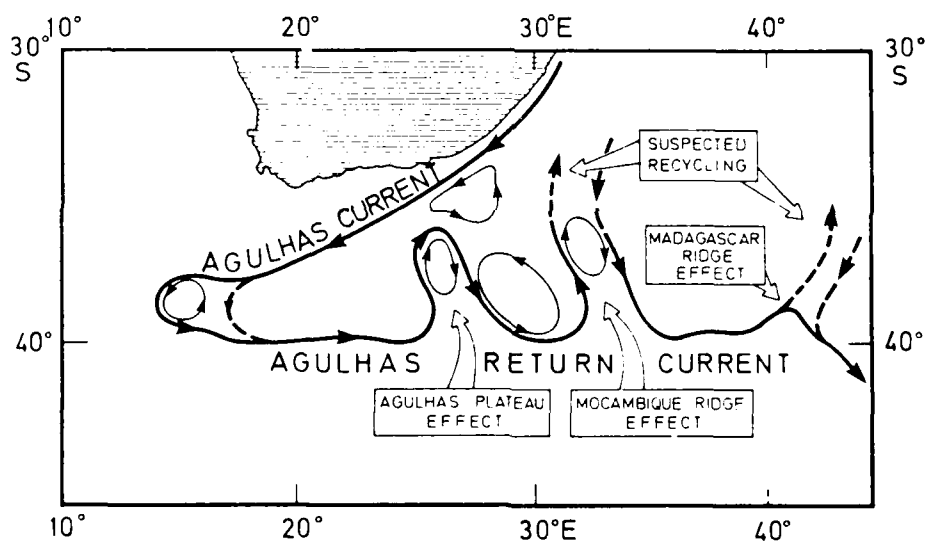 10° 20° 30°E 40°
30° S
30° S
SUSPECTED
RECYCLING
AGULHAS CURRENT
MADAGASCAR
RIDGE
EFFECT
40°
40°
AGULHAS RETURN CURRENT
AGULHAS PLATEAU
EFFECT
MOCAMBIQUE RIDGE
EFFECT
10° 20° 30°E 40°